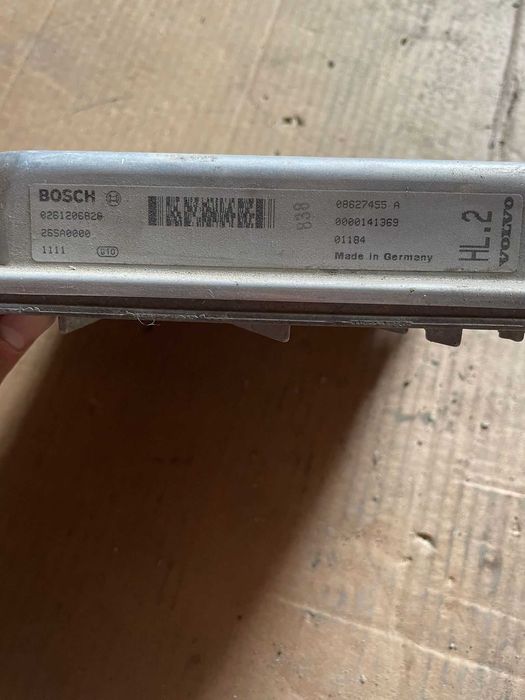 BOSCH
0261206828
26SA0000
1111
838
08627455 A
0000141369
01184
Made in Germany
HL.2
VOLVO